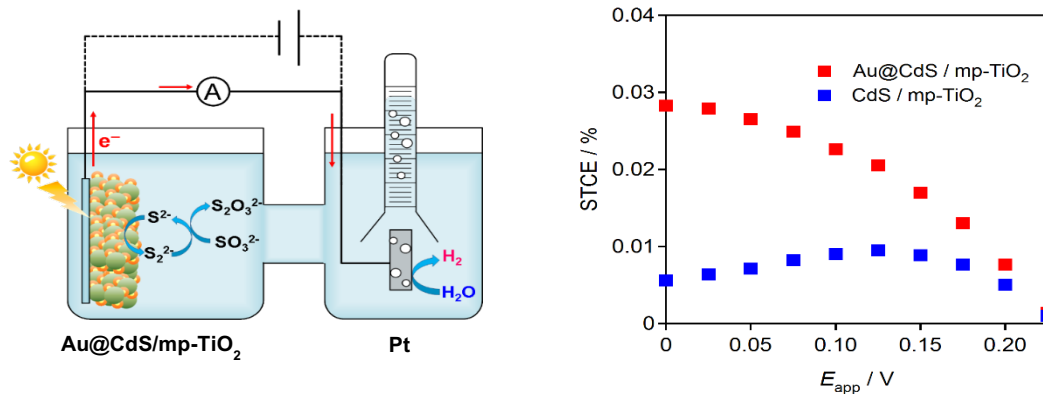 A
e⁻
S²⁻
S₂²⁻
S₂O₃²⁻
SO₃²⁻
H₂
H₂O
Au@CdS/mp-TiO₂
Pt
0.04
0.03
0.02
0.01
0
STCE / %
Au@CdS / mp-TiO₂
CdS / mp-TiO₂
0 0.05 0.10 0.15 0.20
E_app / V